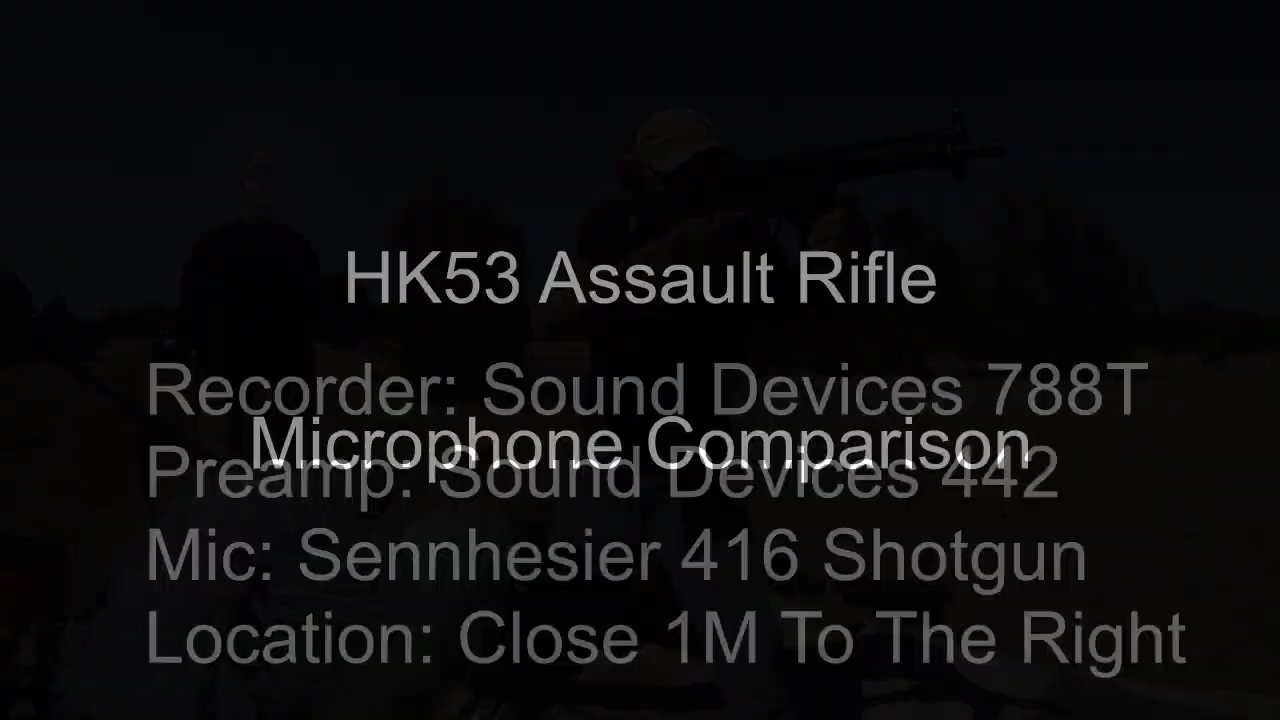 HK53 Assault Rifle
Recorder: Sound Devices 788T
Microphone Comparison
Preamp: Sound Devices 442
Mic: Sennhesier 416 Shotgun
Location: Close 1M To The Right